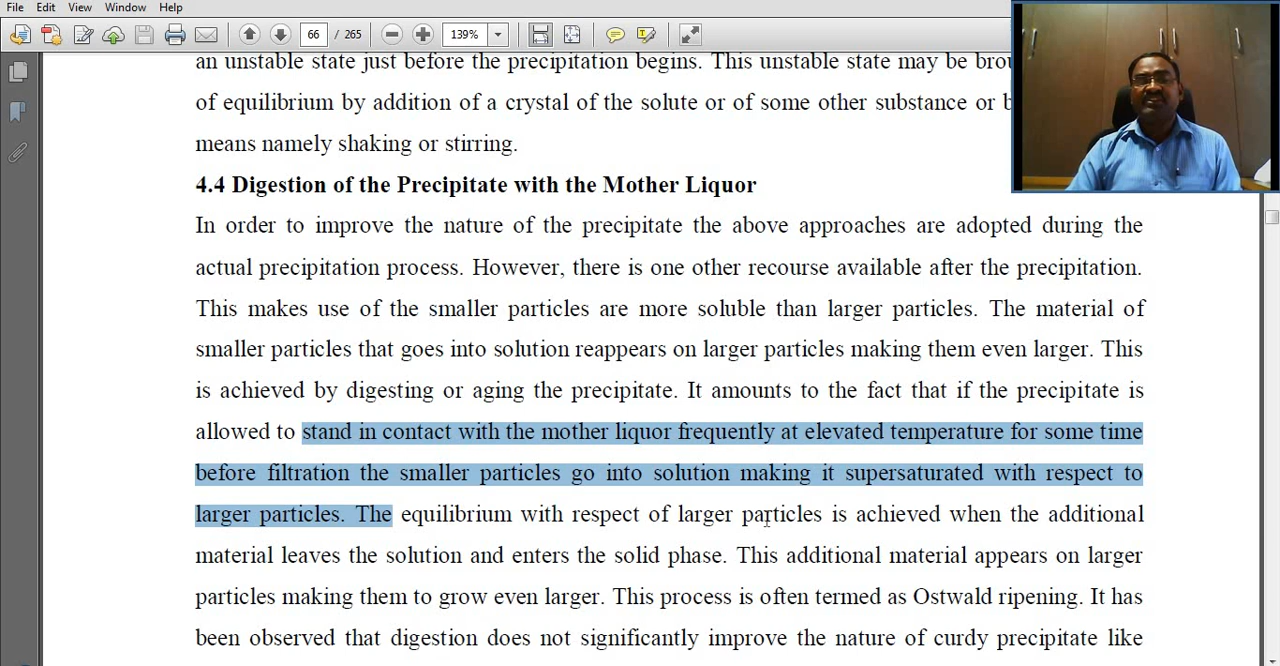 File Edit View Window Help
66 / 265 139%
an unstable state just before the precipitation begins. This unstable state may be
of equilibrium by addition of a crystal of the solute or of some other substance or
means namely shaking or stirring.
4.4 Digestion of the Precipitate with the Mother Liquor
In order to improve the nature of the precipitate the above approaches are adopted during the
actual precipitation process. However, there is one other recourse available after the precipitation.
This makes use of the smaller particles are more soluble than larger particles. The material of
smaller particles that goes into solution reappears on larger particles making them even larger. This
is achieved by digesting or aging the precipitate. It amounts to the fact that if the precipitate is
allowed to stand in contact with the mother liquor frequently at elevated temperature for some time
before filtration the smaller particles go into solution making it supersaturated with respect to
larger particles. The equilibrium with respect of larger particles is achieved when the additional
material leaves the solution and enters the solid phase. This additional material appears on larger
particles making them to grow even larger. This process is often termed as Ostwald ripening. It has
been observed that digestion does not significantly improve the nature of curdy precipitate like